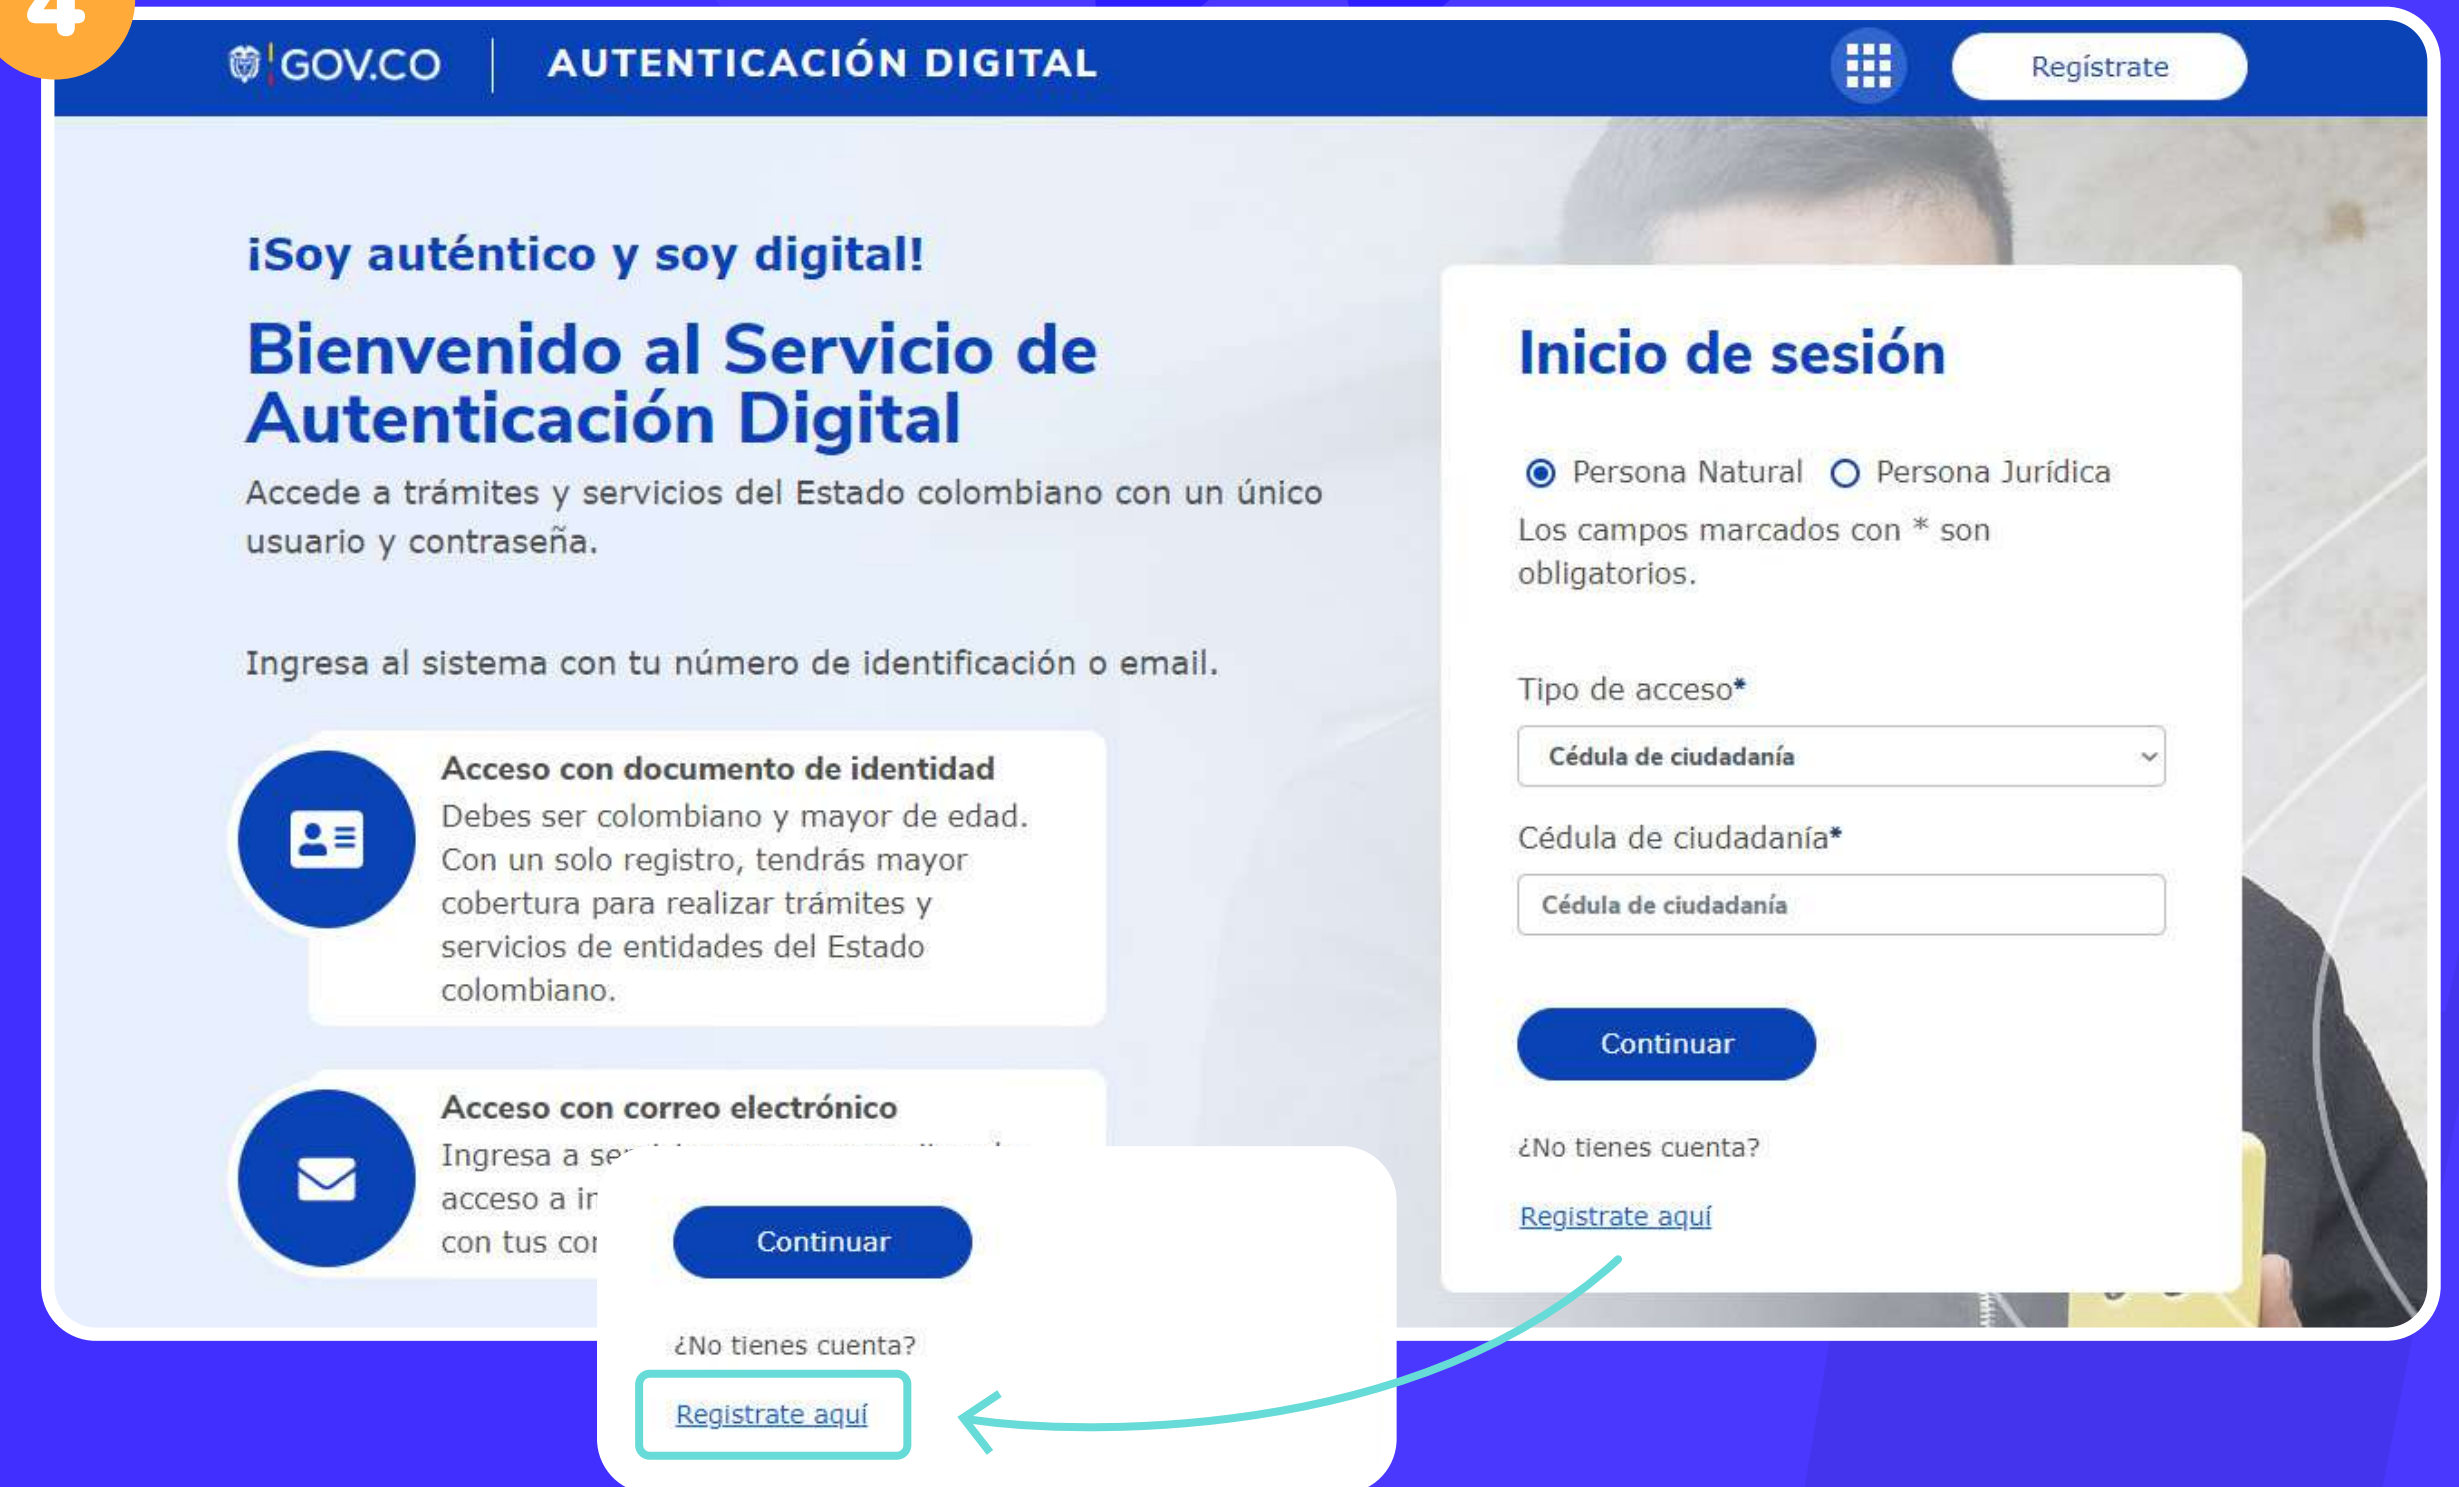 4
GOV.CO
AUTENTICACIÓN DIGITAL
Regístrate
¡Soy auténtico y soy digital!
Bienvenido al Servicio de
Autenticación Digital
Accede a trámites y servicios del Estado colombiano con un único
usuario y contraseña.
Ingresa al sistema con tu número de identificación o email.
Acceso con documento de identidad
Debes ser colombiano y mayor de edad.
Con un solo registro, tendrás mayor
cobertura para realizar trámites y
servicios de entidades del Estado
colombiano.
Acceso con correo electrónico
Ingresa a
acceso a
con tus
Inicio de sesión
Persona Natural
Persona Jurídica
Los campos marcados con * son
obligatorios.
Tipo de acceso*
Cédula de ciudadanía
Cédula de ciudadanía*
Cédula de ciudadanía
Continuar
¿No tienes cuenta?
Registrate aquí
Continuar
¿No tienes cuenta?
Registrate aquí